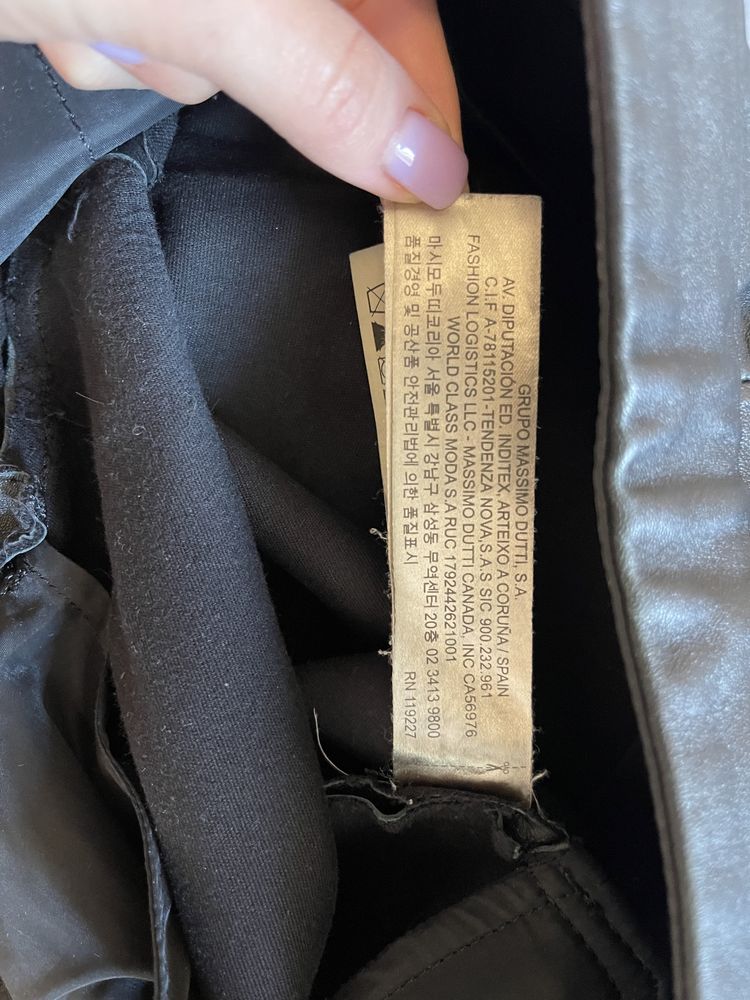 GRUPO MASSIMO DUTTI, S.A.
AV. DIPUTACIÓN ED. INDITEX, ARTEIXO A CORUÑA / SPAIN
C.I.F A-78115201-TENDENZA NOVA,S.A.S SIC 900.232.961
FASHION LOGISTICS LLC - MASSIMO DUTTI CANADA, INC CA56976
WORLD CLASS MODA S.A RUC 1792442621001
마시모두띠코리아 서울 특별시 강남구 삼성동 무역센터 20층 02 3413 9800
품질경영 및 공산품 안전관리법에 의한 품질표시
RN 119227